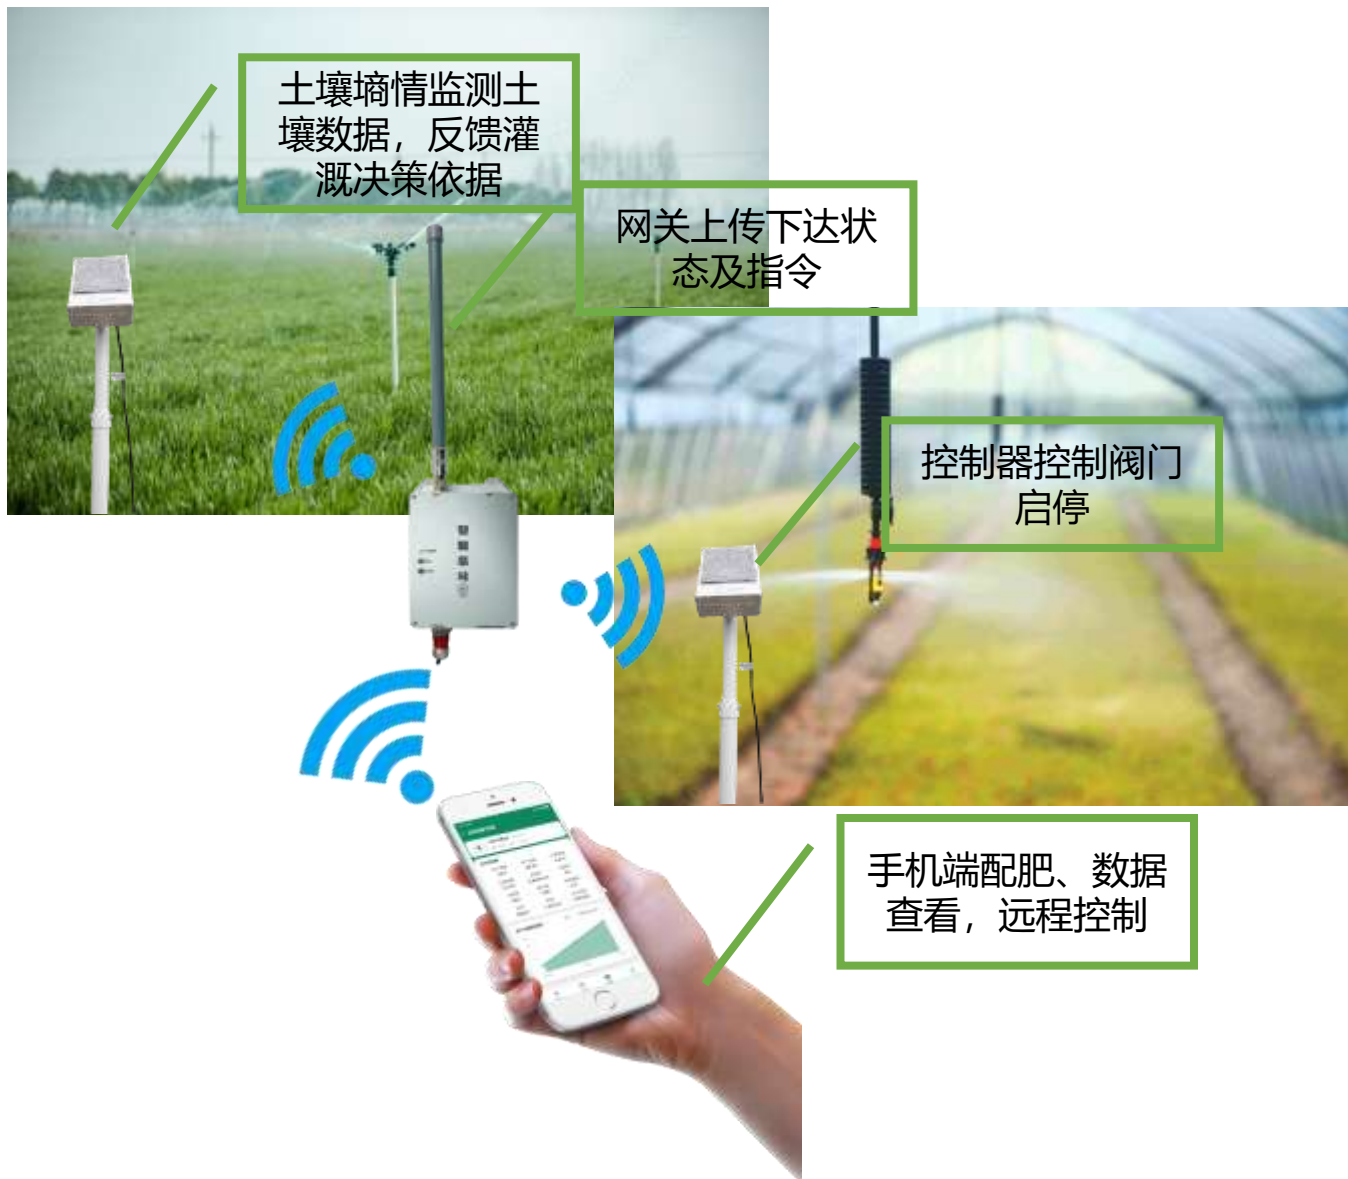 土壤墒情监测土
壤数据，反馈灌
溉决策依据
网关上传下达状
态及指令
控制器控制阀门
启停
手机端配肥、数据
查看，远程控制